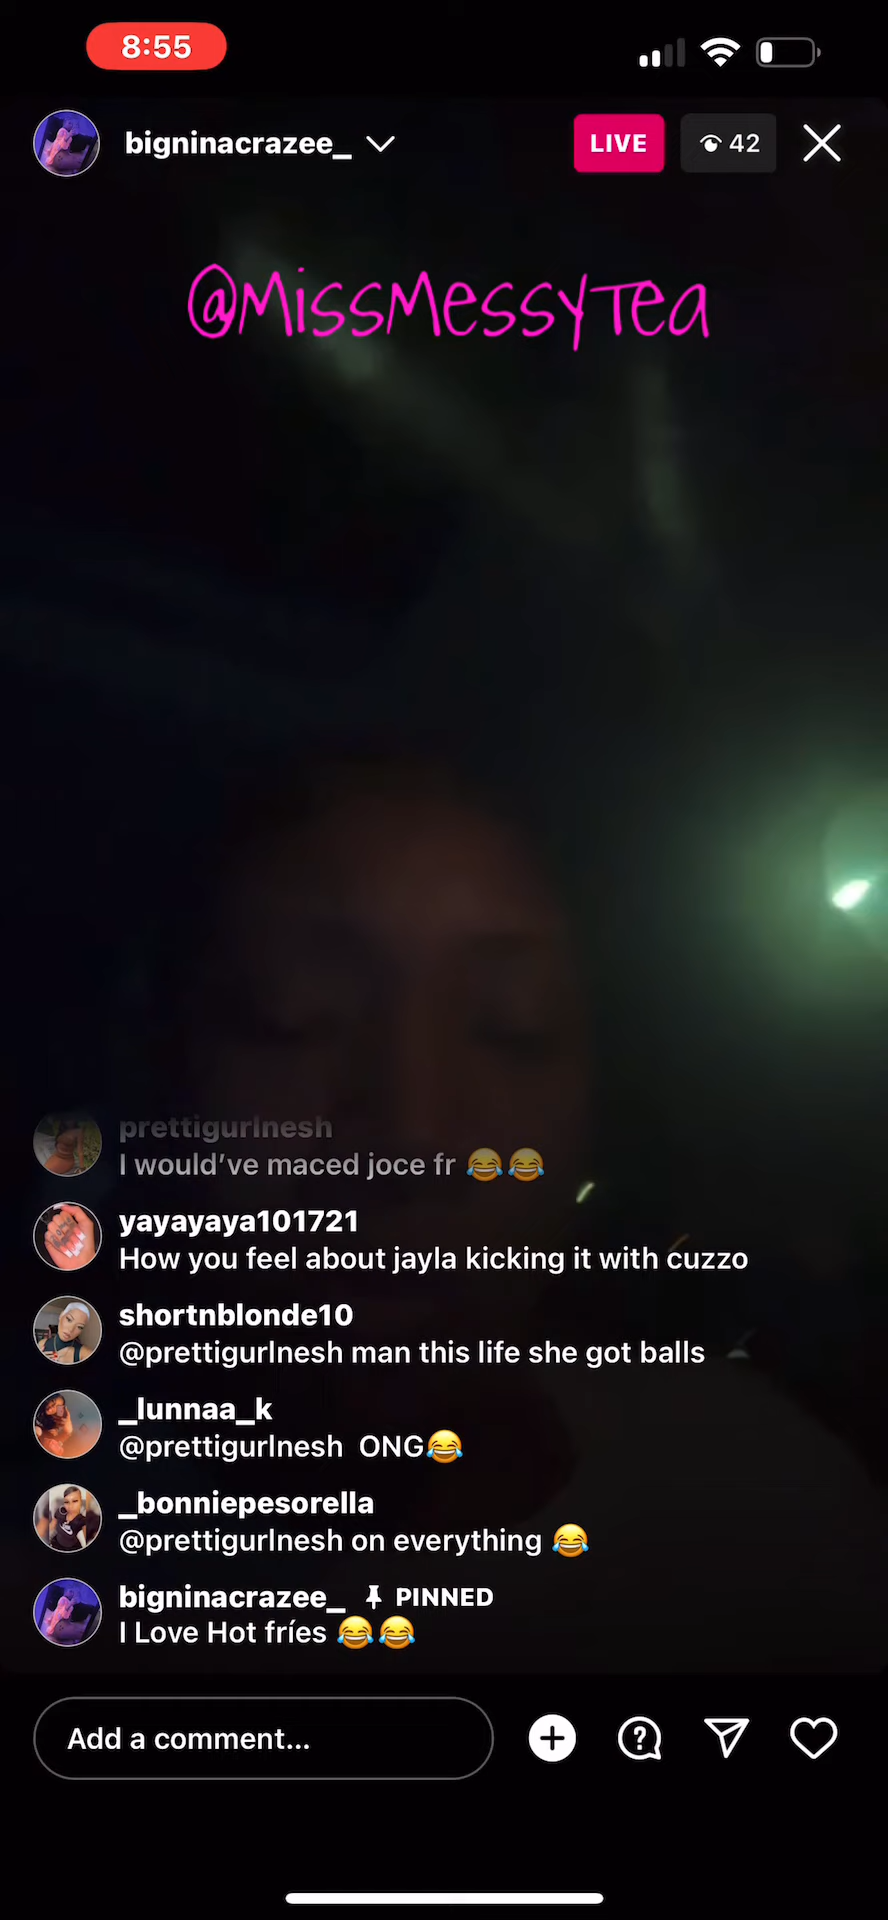 8:55
bigninacrazee_
LIVE
42
@MissMessyTea
prettigurlnesh
I would’ve maced joce fr 😂😂
yayayaya101721
How you feel about jayla kicking it with cuzzo
shortnblonde10
@prettigurlnesh man this life she got balls
_lunnaa_k
@prettigurlnesh  ONG😂
_bonniepesorella
@prettigurlnesh on everything 😂
bigninacrazee_ PINNED
I Love Hot fríes 😂😂
Add a comment...